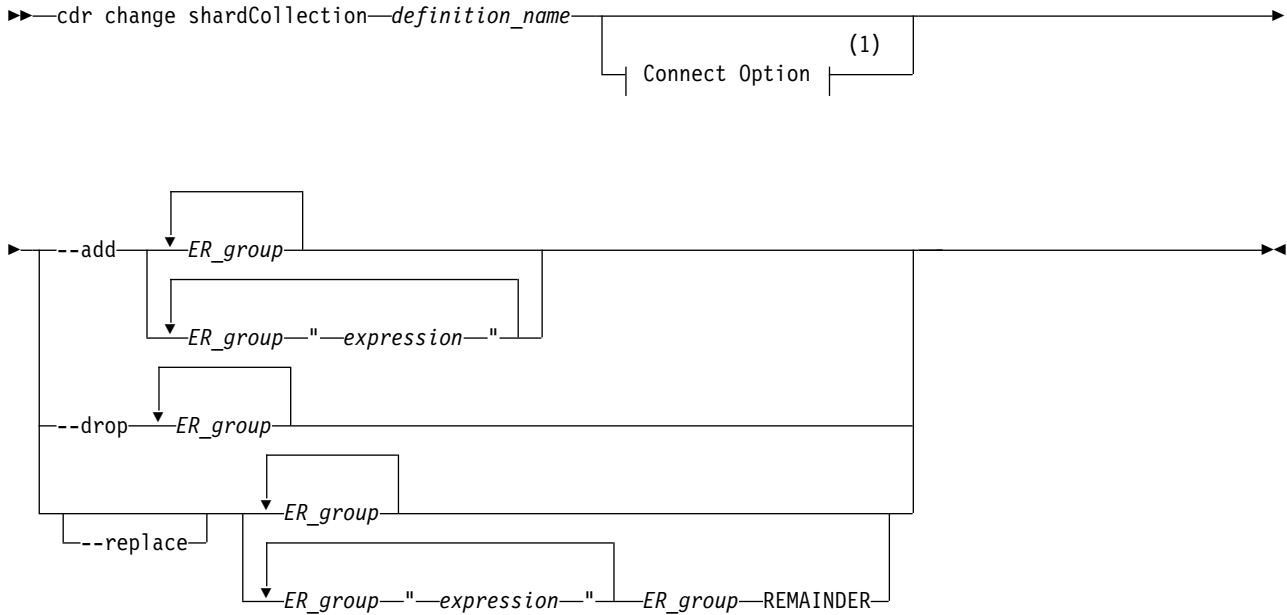 cdr change shardCollection definition_name
(1)
Connect Option
--add ER_group
ER_group " expression "
--drop ER_group
ER_group
--replace
ER_group " expression " ER_group REMAINDER